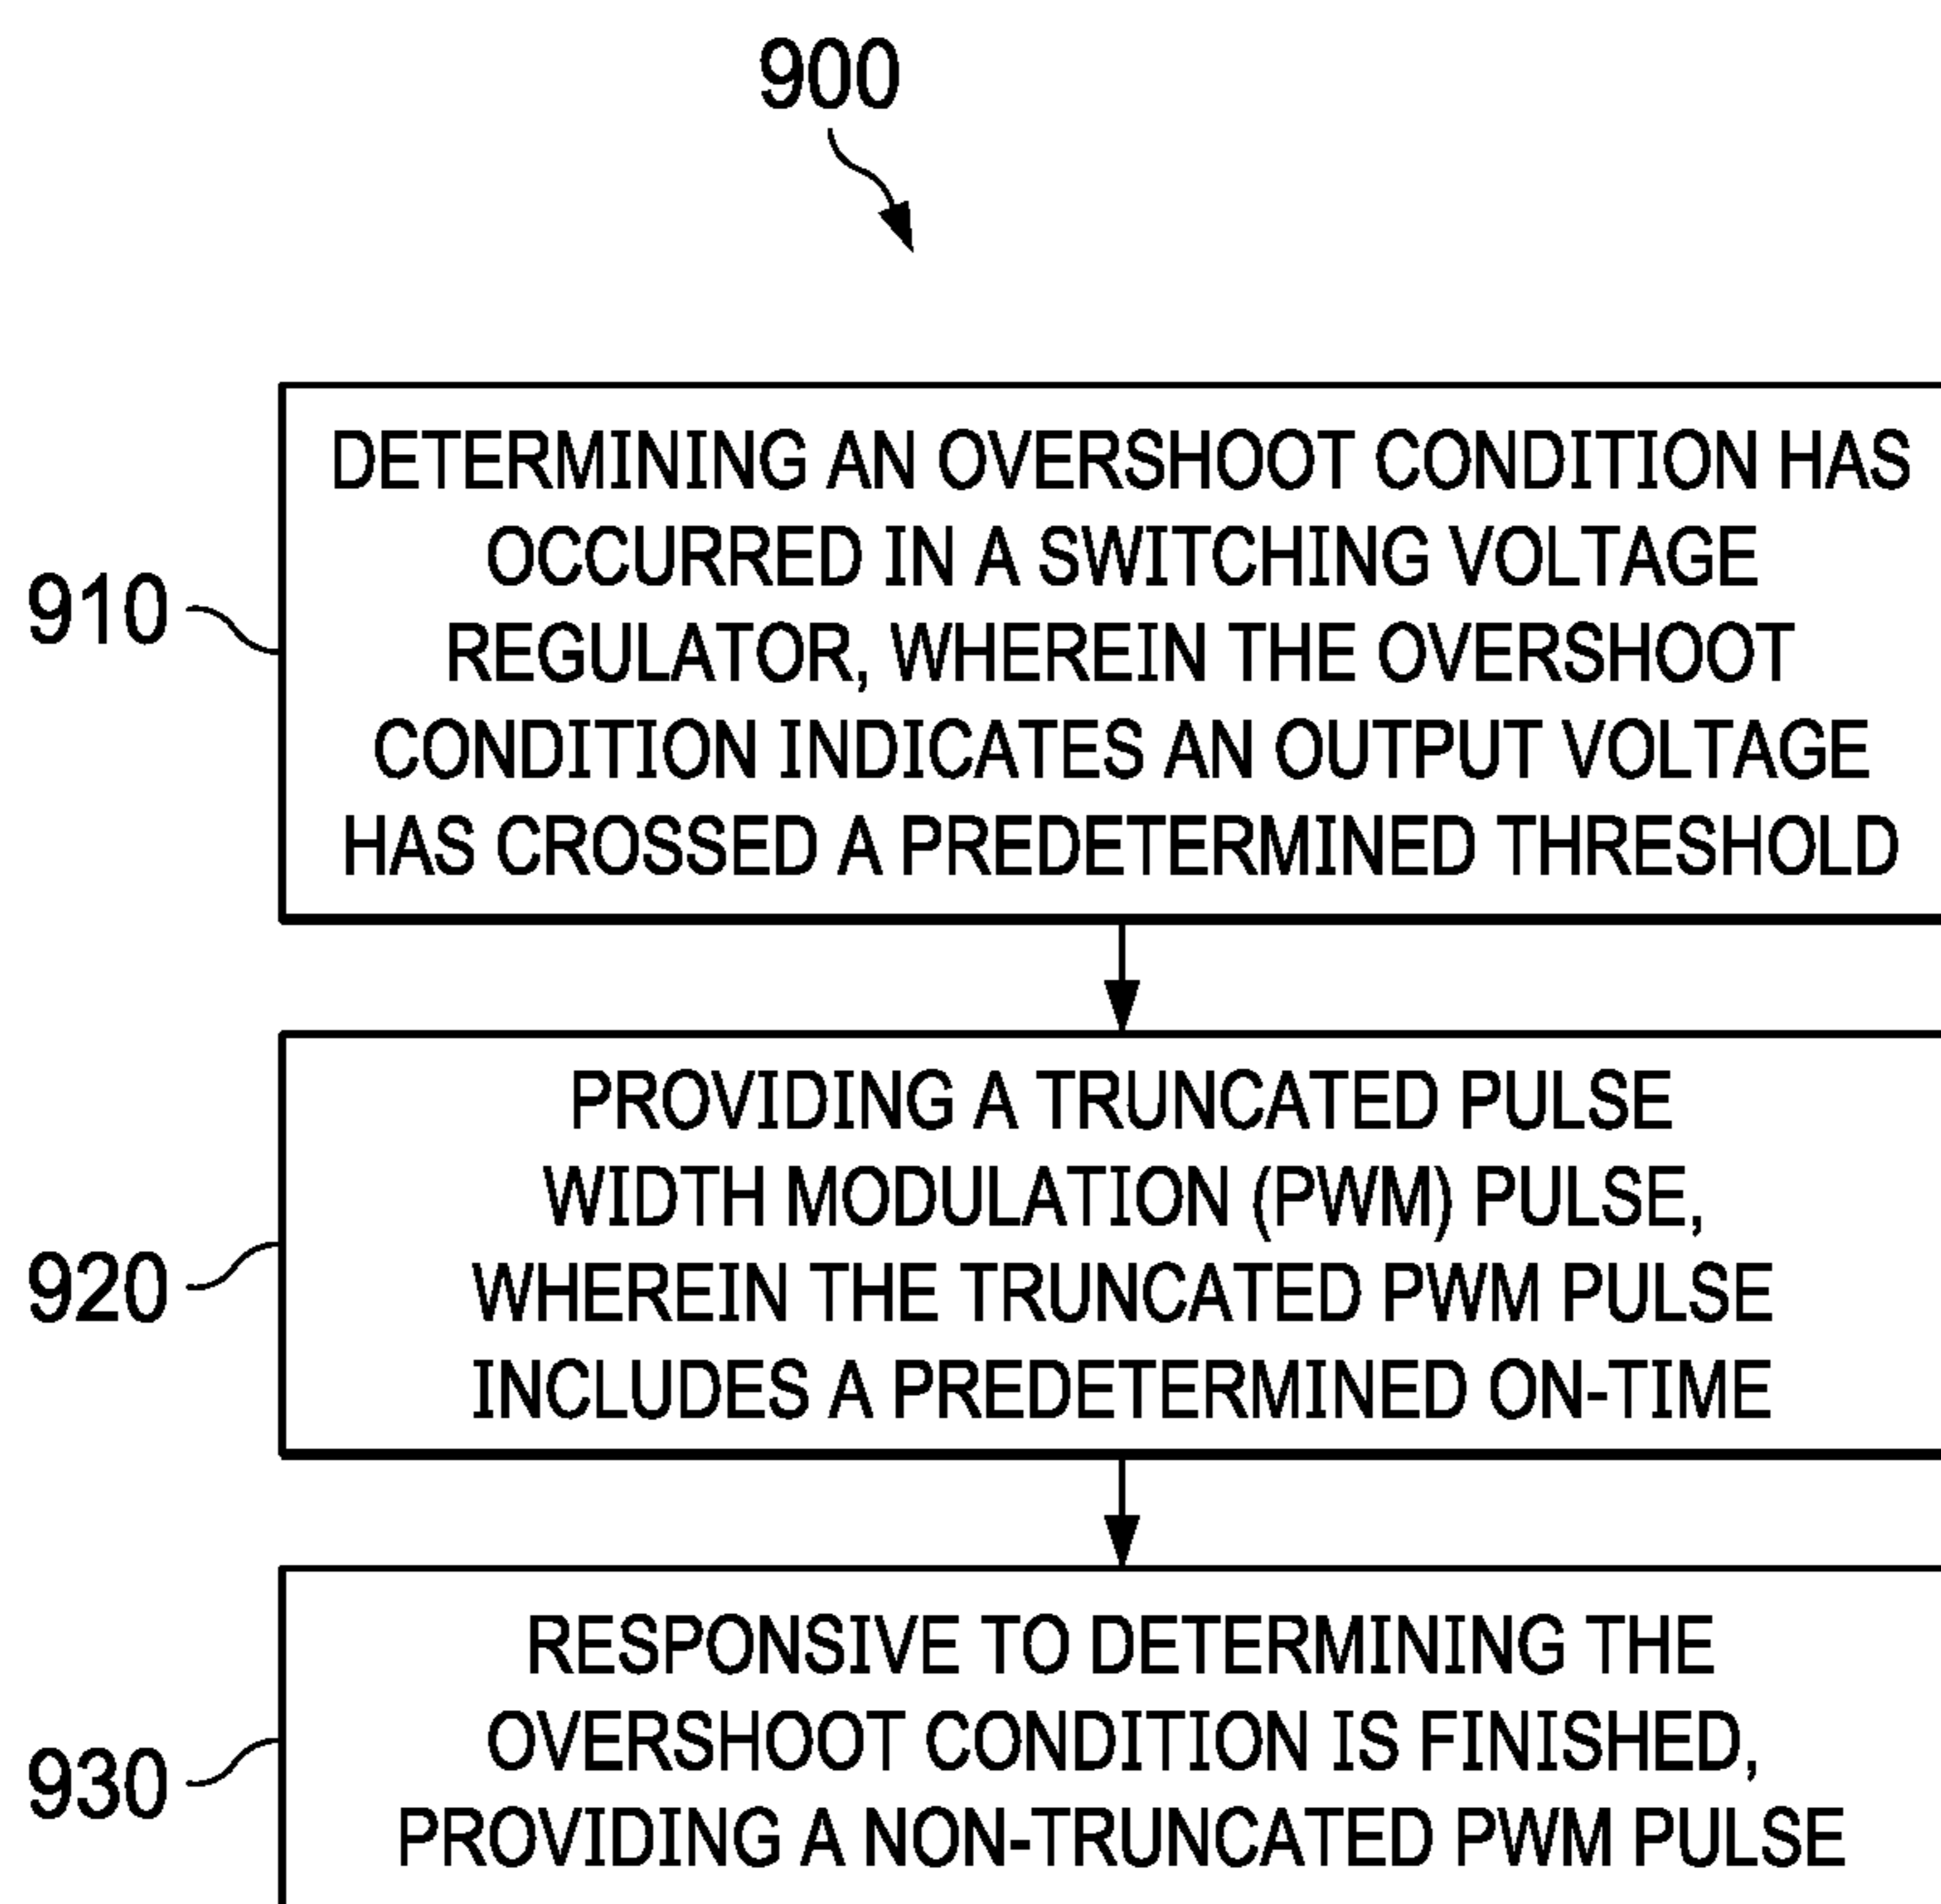 900
910
DETERMINING AN OVERSHOOT CONDITION HAS
OCCURRED IN A SWITCHING VOLTAGE
REGULATOR, WHEREIN THE OVERSHOOT
CONDITION INDICATES AN OUTPUT VOLTAGE
HAS CROSSED A PREDETERMINED THRESHOLD
920
PROVIDING A TRUNCATED PULSE
WIDTH MODULATION (PWM) PULSE,
WHEREIN THE TRUNCATED PWM PULSE
INCLUDES A PREDETERMINED ON-TIME
930
RESPONSIVE TO DETERMINING THE
OVERSHOOT CONDITION IS FINISHED,
PROVIDING A NON-TRUNCATED PWM PULSE